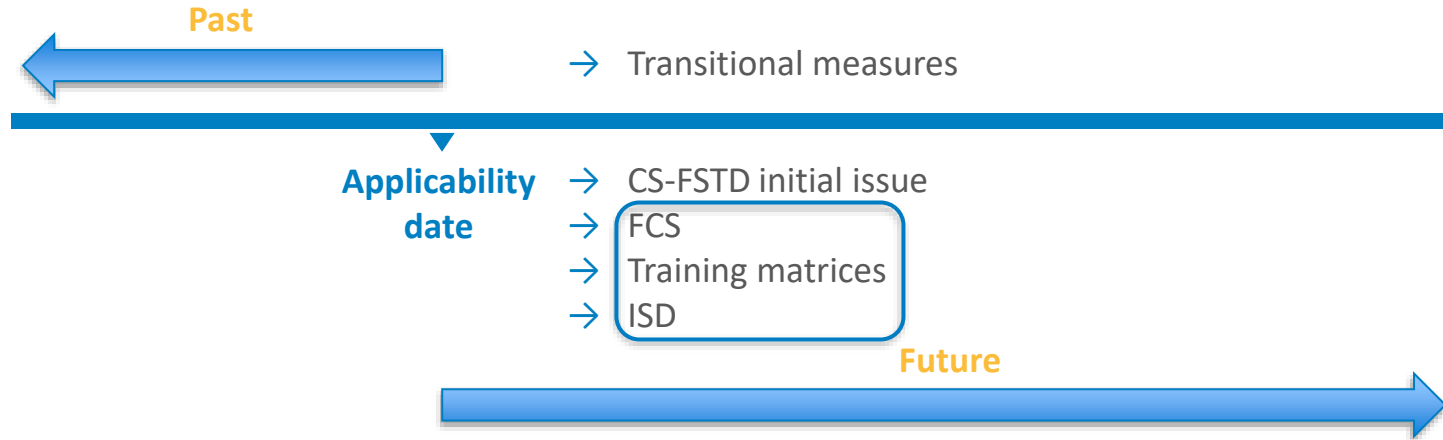 Past
→ Transitional measures
Applicability
date
→ CS-FSTD initial issue
→ FCS
→ Training matrices
→ ISD
Future